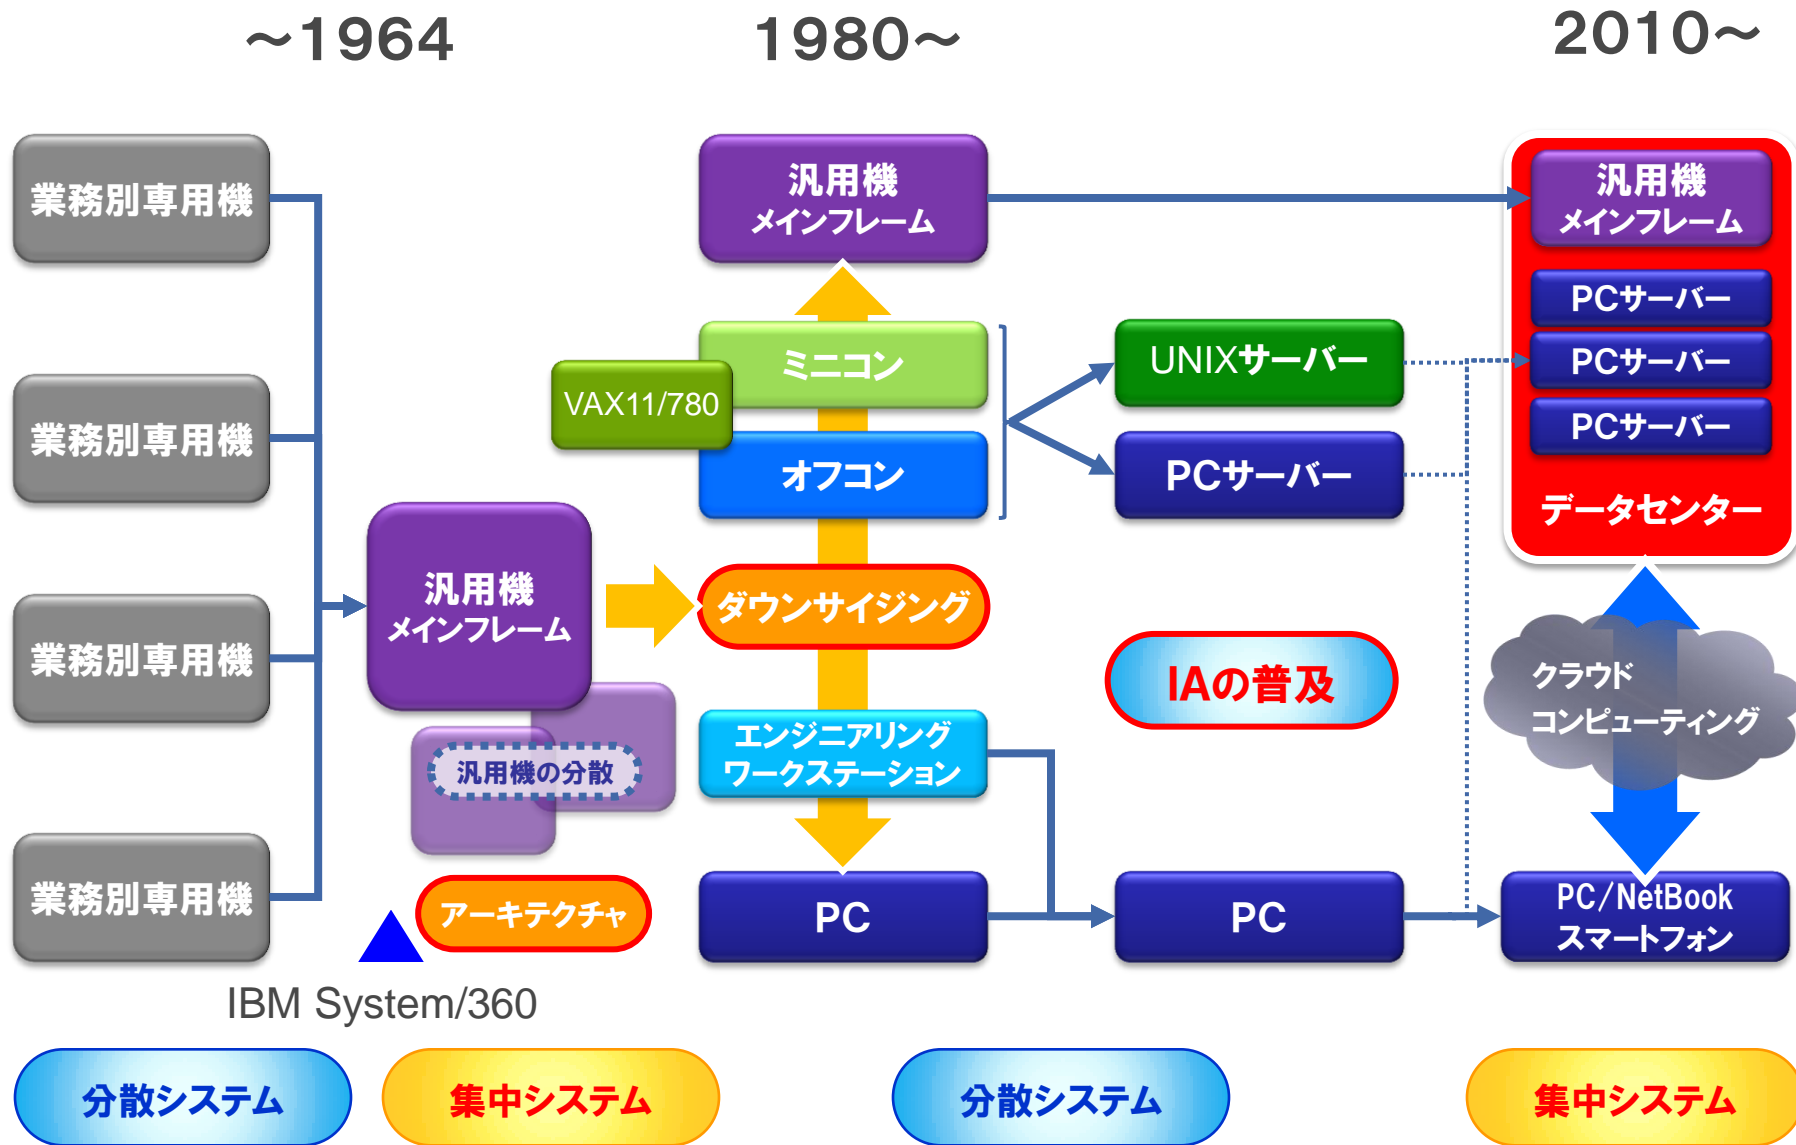 ～1964
1980～
2010～
業務別専用機
業務別専用機
業務別専用機
業務別専用機
汎用機
メインフレーム
汎用機の分散
アーキテクチャ
IBM System/360
汎用機
メインフレーム
ミニコン
VAX11/780
オフコン
ダウンサイジング
エンジニアリング
ワークステーション
PC
UNIXサーバー
PCサーバー
IAの普及
PC
汎用機
メインフレーム
PCサーバー
PCサーバー
PCサーバー
データセンター
クラウド
コンピューティング
PC/NetBook
スマートフォン
分散システム
集中システム
分散システム
集中システム